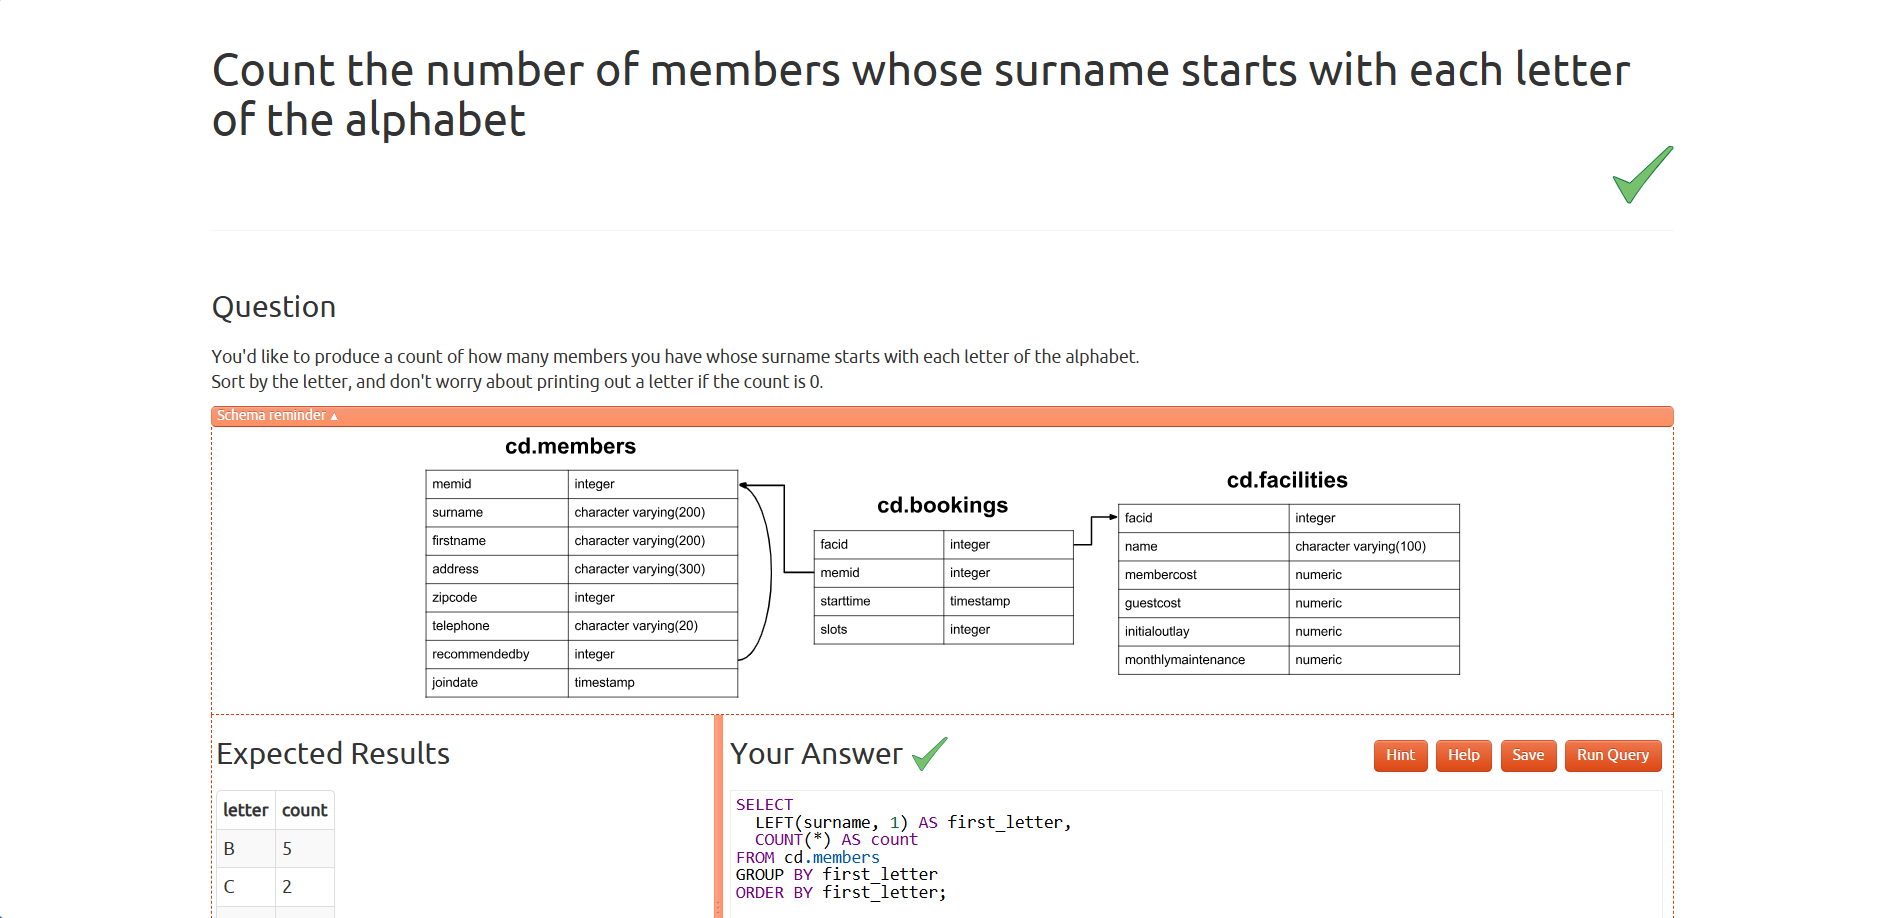 Count the number of members whose surname starts with each letter
of the alphabet
Question
You'd like to produce a count of how many members you have whose surname starts with each letter of the alphabet.
Sort by the letter, and don't worry about printing out a letter if the count is 0.
Schema reminder ▲
cd.members
memid integer
surname character varying(200)
firstname character varying(200)
address character varying(300)
zipcode integer
telephone character varying(20)
recommendedby integer
joindate timestamp
cd.bookings
facid integer
memid integer
starttime timestamp
slots integer
cd.facilities
facid integer
name character varying(100)
membercost numeric
guestcost numeric
initialoutlay numeric
monthlymaintenance numeric
Expected Results
letter count
B 5
C 2
Your Answer
Hint Help Save Run Query
SELECT
LEFT(surname, 1) AS first_letter,
COUNT(*) AS count
FROM cd.members
GROUP BY first_letter
ORDER BY first_letter;